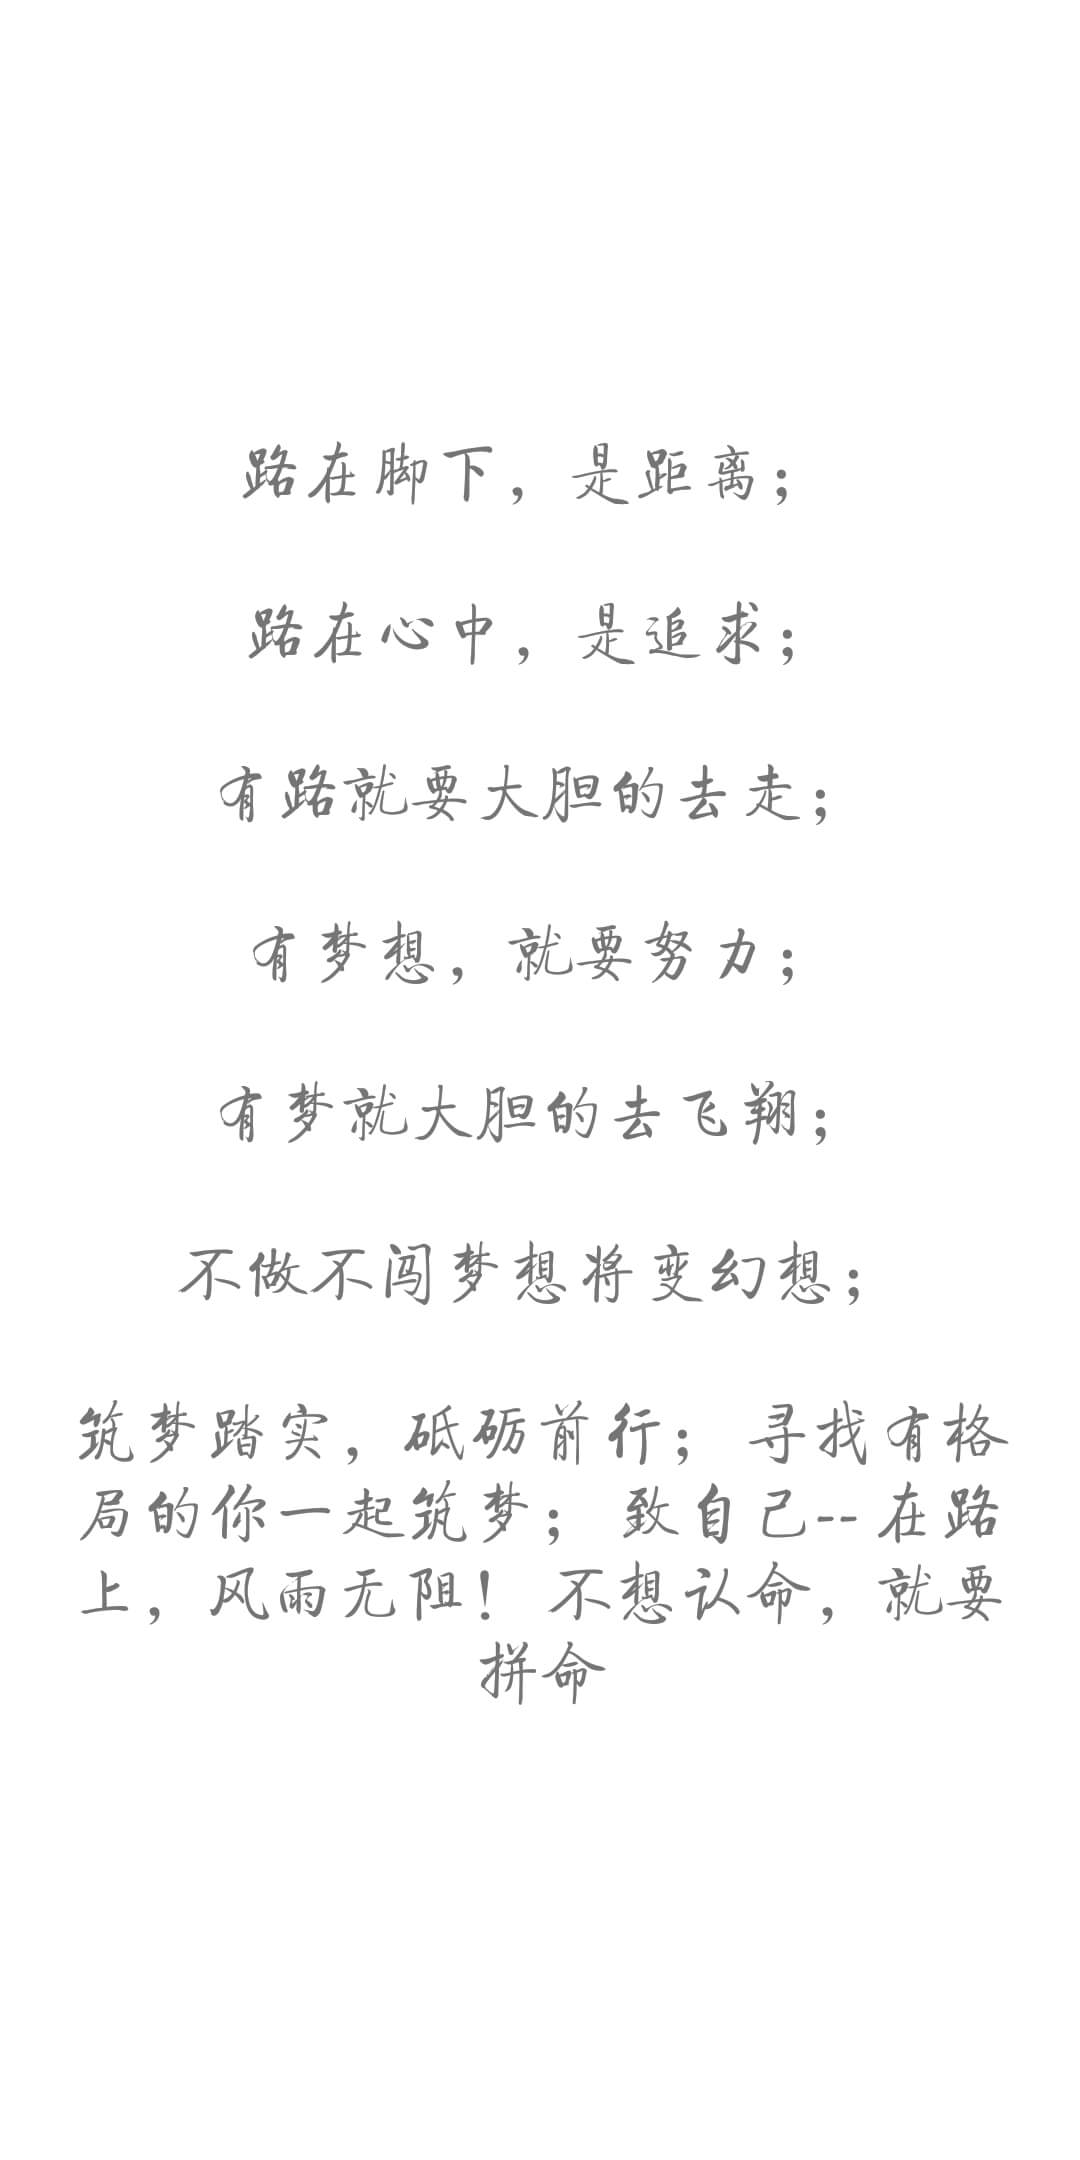 路在脚下，是距离；
路在心中，是追求；
有路就要大胆的去走；
有梦想，就要努力；
有梦就大胆的去飞翔；
不做不闯梦想将变幻想；
筑梦踏实，砥砺前行； 寻找有格
局的你一起筑梦； 致自己--在路
上，风雨无阻！ 不想认命，就要
拼命